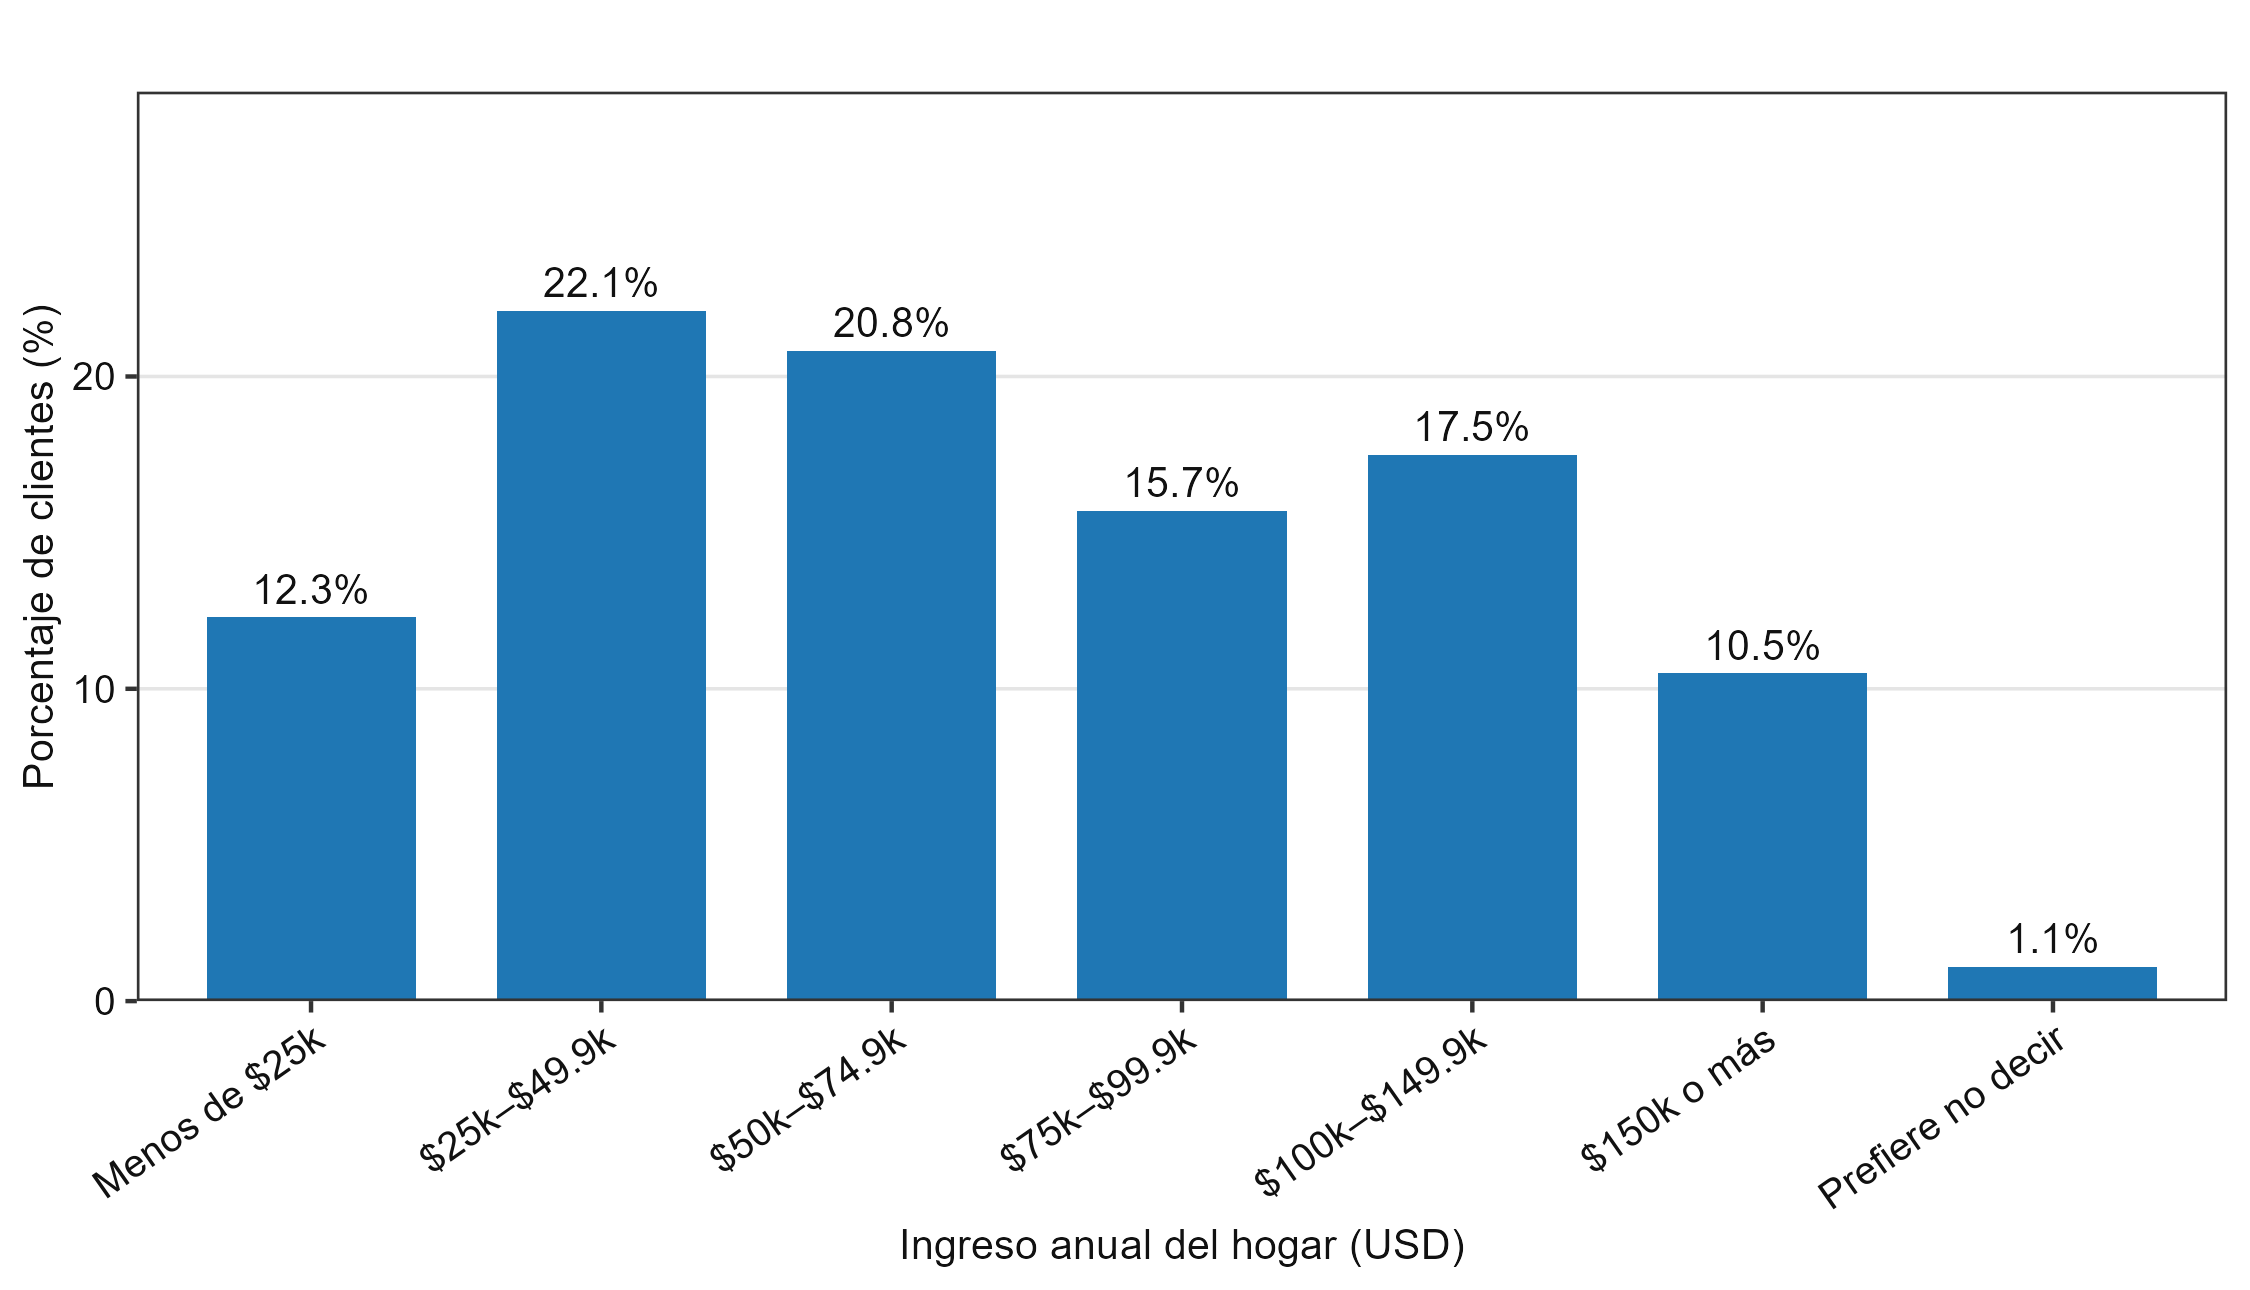 Porcentaje de clientes (%)
20
10
0
12.3%
22.1%
20.8%
15.7%
17.5%
10.5%
1.1%
Menos de $25k
$25k–$49.9k
$50k–$74.9k
$75k–$99.9k
$100k–$149.9k
$150k o más
Prefiere no decir
Ingreso anual del hogar (USD)